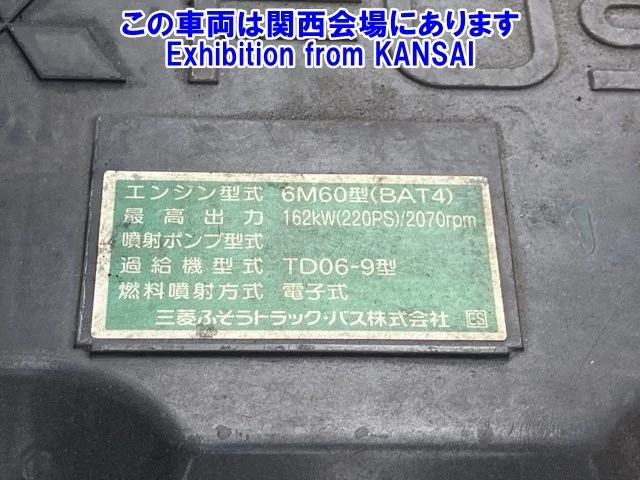 この車両は関西会場にあります
Exhibition from KANSAI
FUS
エンジン型式 6M60型(BAT4)
最高出力 162kW(220PS)/2070rpm
噴射ポンプ型式
過給機型式 TD06-9型
燃料噴射方式 電子式
三菱ふそうトラック・バス株式会社 ES